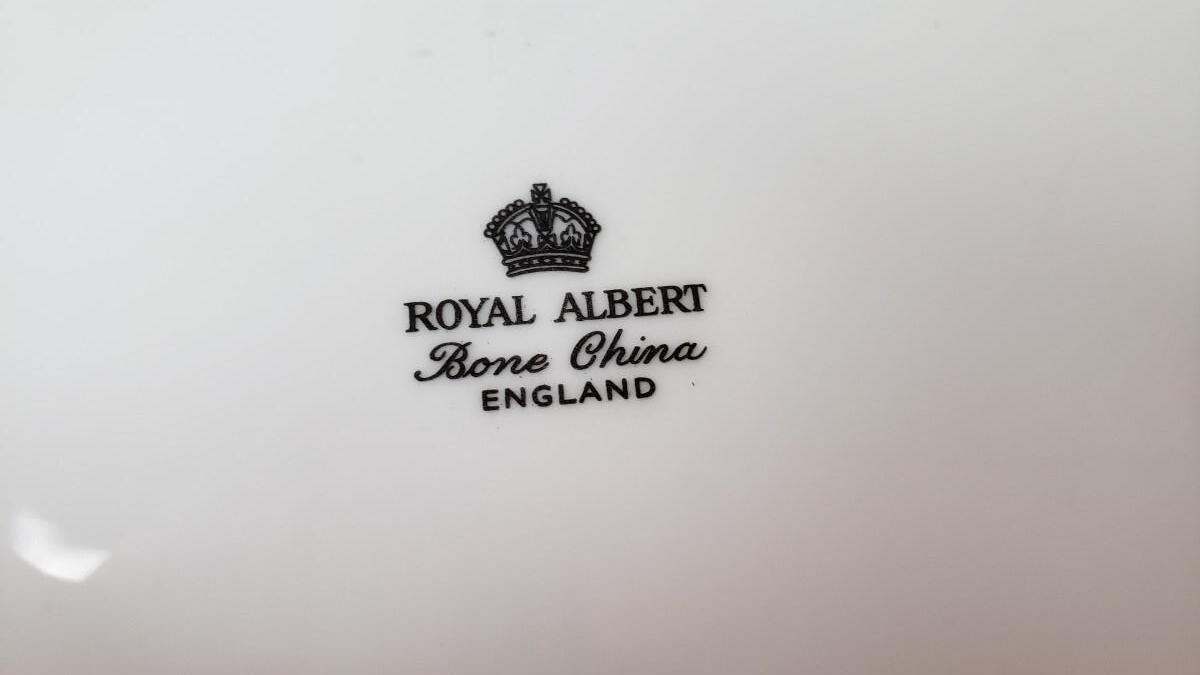 ROYAL ALBERT
Bone China
ENGLAND